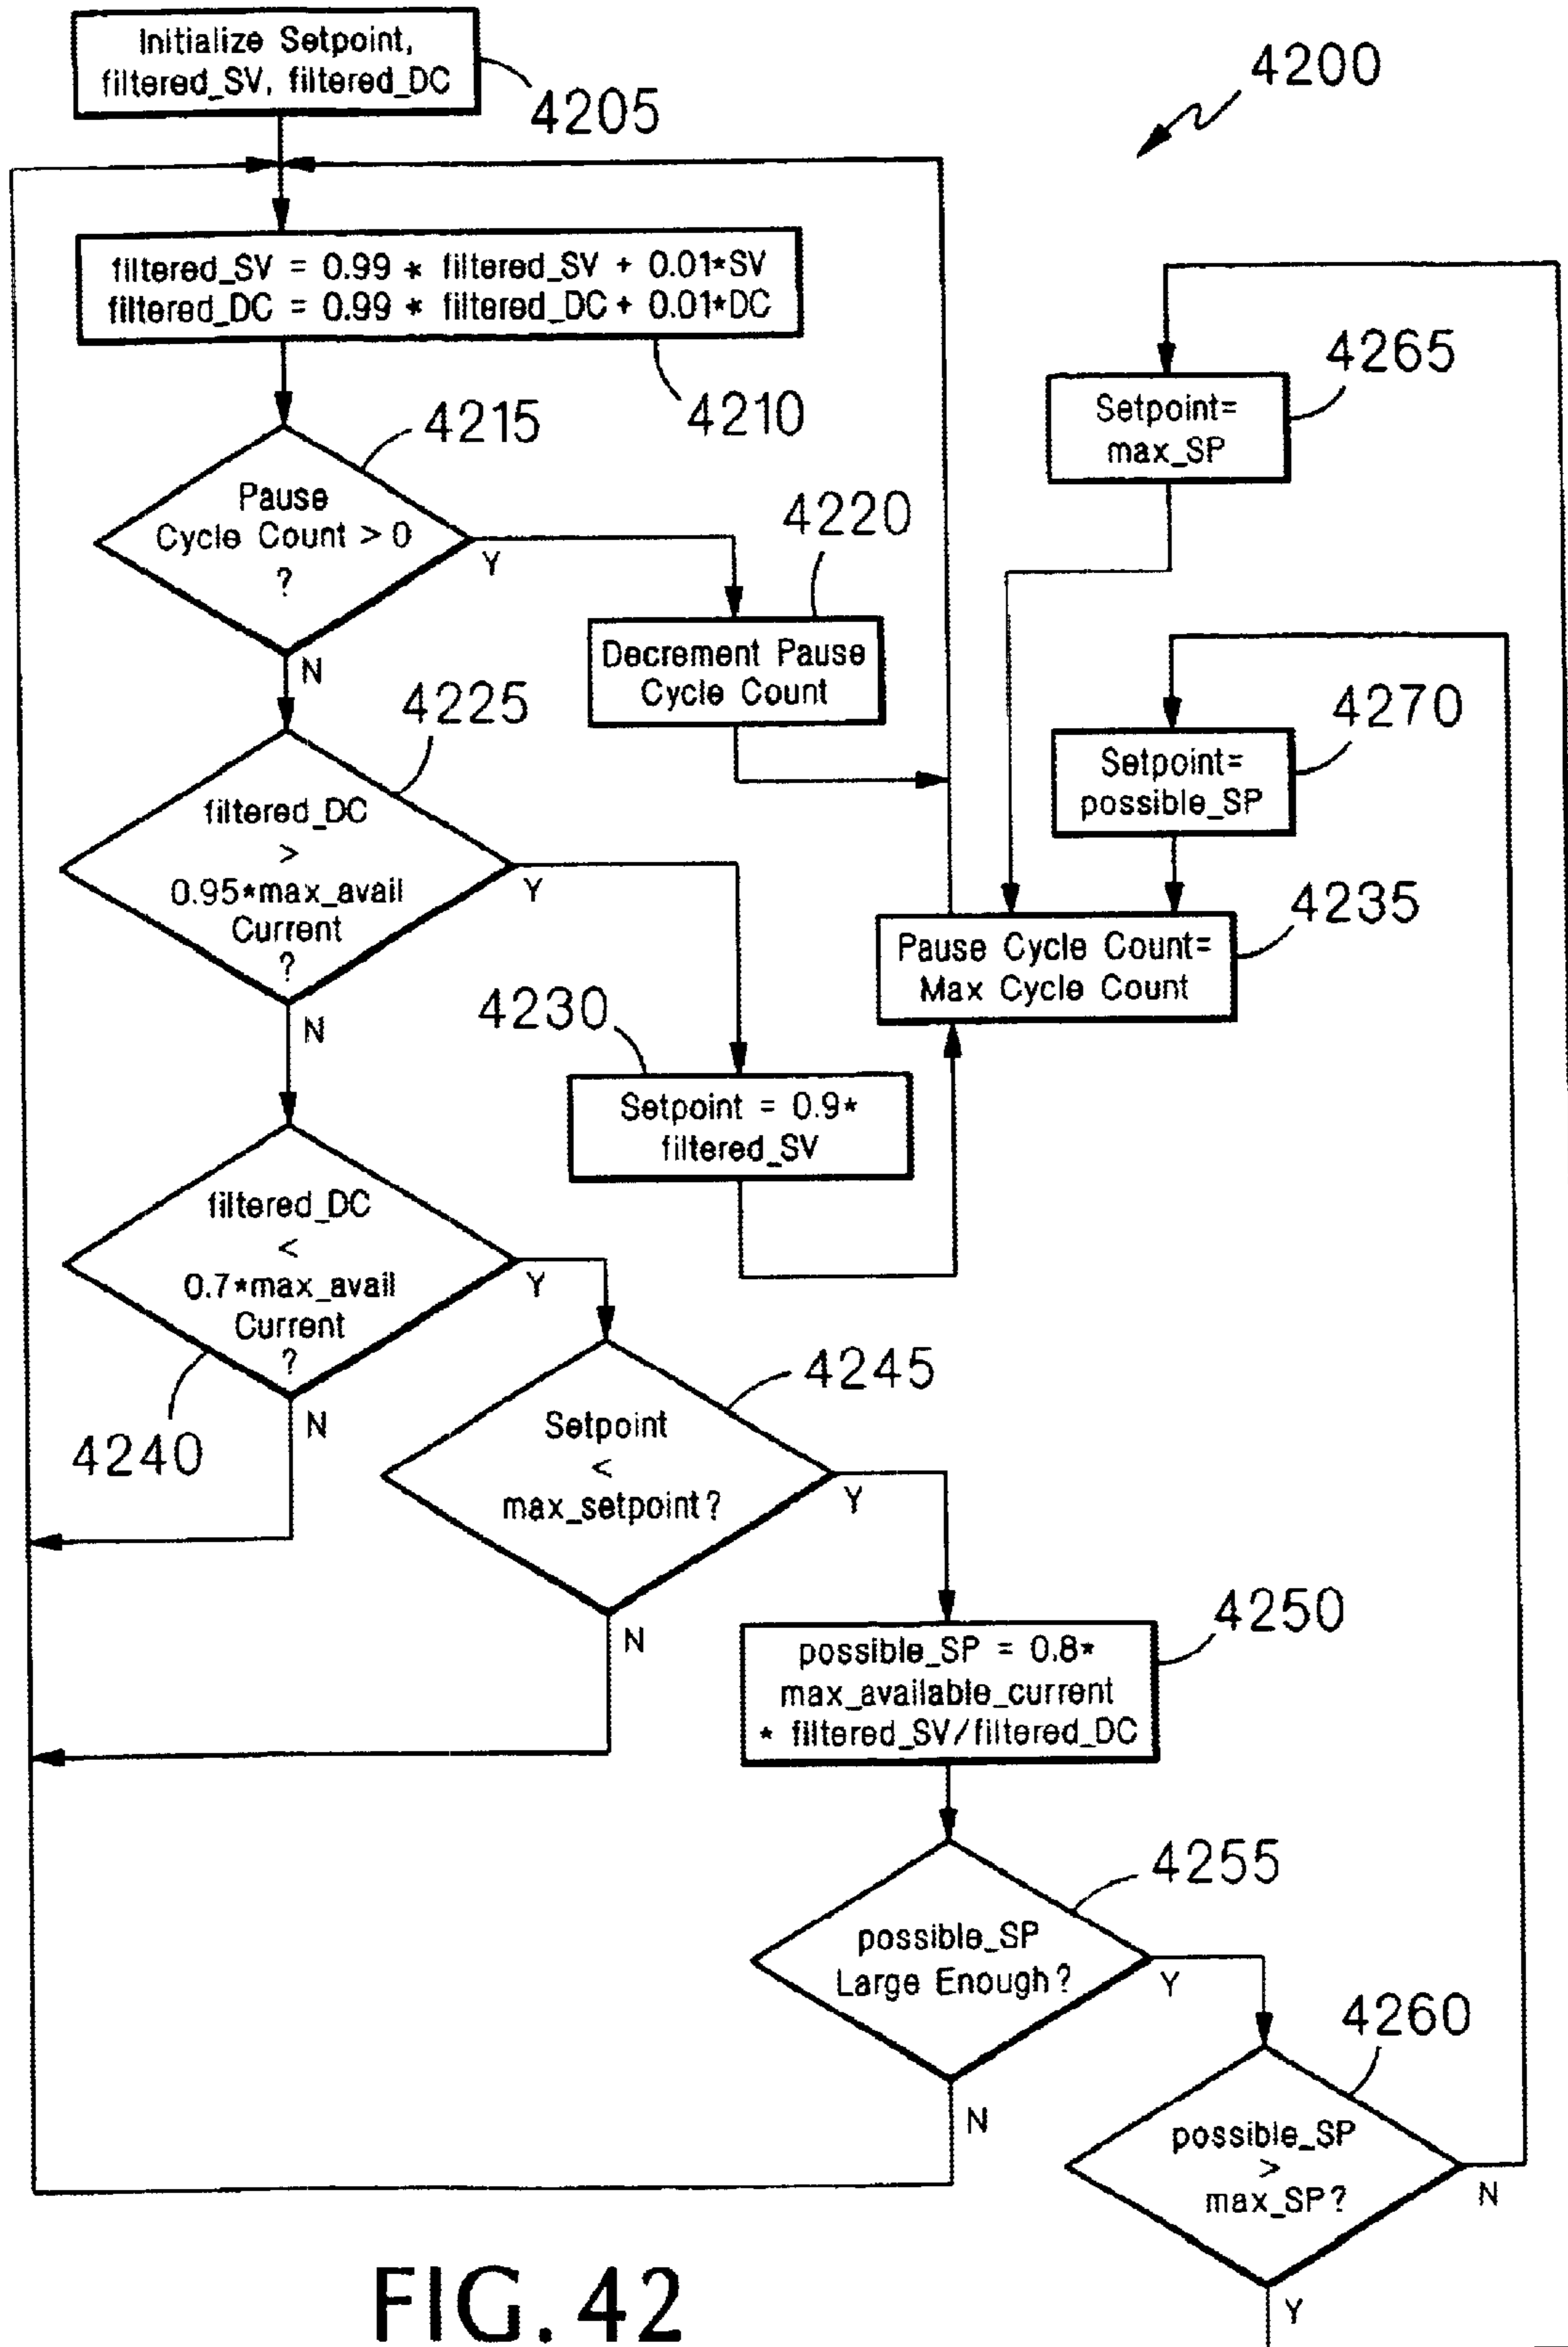 Initialize Setpoint,
filtered_SV, filtered_DC
4205
4200
filtered_SV = 0.99 * filtered_SV + 0.01*SV
filtered_DC = 0.99 * filtered_DC + 0.01*DC
4210
4215
Pause
Cycle Count > 0
?
Y
N
4220
Decrement Pause
Cycle Count
4265
Setpoint=
max_SP
4270
Setpoint=
possible_SP
4225
filtered_DC
>
0.95*max_avail
Current
?
Y
N
4235
Pause Cycle Count=
Max Cycle Count
4230
Setpoint = 0.9*
filtered_SV
filtered_DC
<
0.7*max_avail
Current
?
Y
N
4240
4245
Setpoint
<
max_setpoint?
Y
N
4250
possible_SP = 0.8*
max_available_current
* filtered_SV/filtered_DC
4255
possible_SP
Large Enough?
Y
N
4260
possible_SP
>
max_SP?
N
Y
FIG. 42